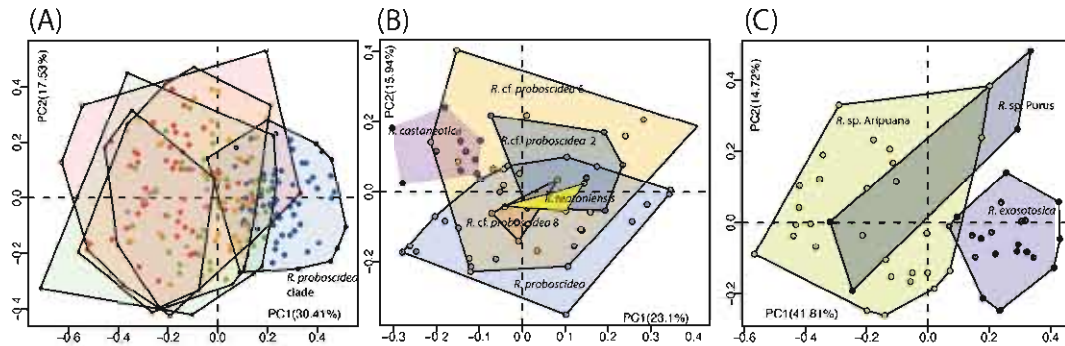 (A)
PC2(17.53%)
0.4
0.2
0.0
-0.2
-0.4
R. proboscidea
clade
PC1(30.41%)
-0.6 -0.4 -0.2 0.0 0.2 0.4 0.6
(B)
PC2(15.94%)
0.4
0.2
0.0
-0.2
R. cf. proboscidea 6
R. castaneotica
R. cf. proboscidea 2
R. cf. proboscidea 8
R. proboscidea
PC1(23.1%)
-0.3 -0.2 -0.1 0.0 0.1 0.2 0.3 0.4
(C)
PC2(14.72%)
0.4
0.2
0.0
-0.2
R. sp. Purus
R. sp. Aripuana
R. exosotosica
PC1(41.81%)
-0.6 -0.4 -0.2 0.0 0.2 0.4